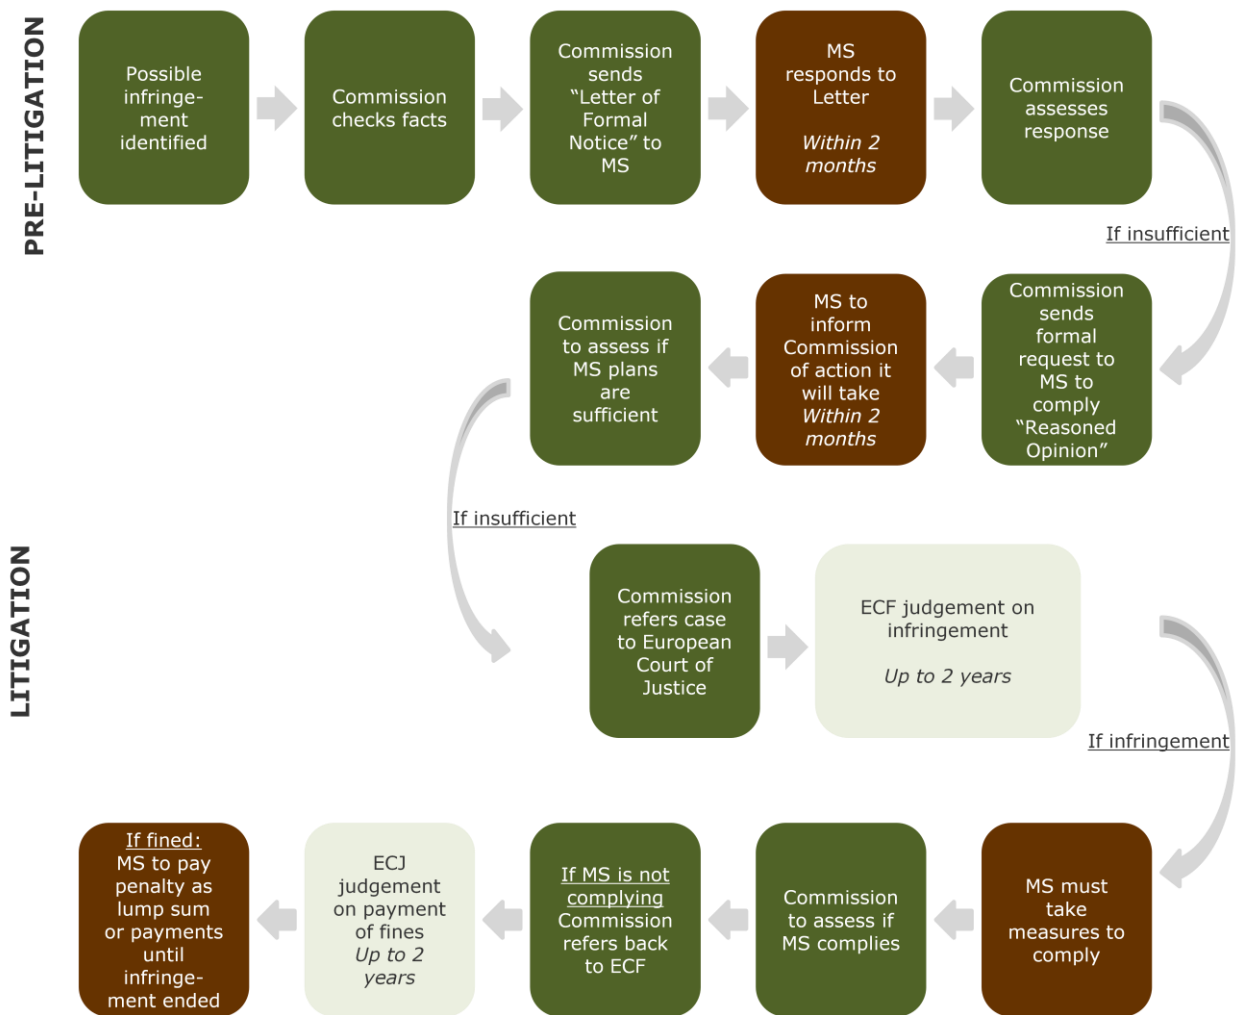 PRE-LITIGATION
Possible
infringe-
ment
identified
Commission
checks facts
Commission
sends
“Letter of
Formal
Notice” to
MS
MS
responds to
Letter
Within 2
months
Commission
assesses
response
If insufficient
Commission
sends
formal
request to
MS to
comply
“Reasoned
Opinion”
MS to
inform
Commission
of action it
will take
Within 2
months
Commission
to assess if
MS plans
are
sufficient
If insufficient
LITIGATION
Commission
refers case
to European
Court of
Justice
ECF judgement on
infringement
Up to 2 years
If infringement
MS must
take
measures to
comply
Commission
to assess if
MS complies
If MS is not
complying
Commission
refers back
to ECF
ECJ
judgement
on payment
of fines
Up to 2
years
If fined:
MS to pay
penalty as
lump sum
or payments
until
infringe-
ment ended